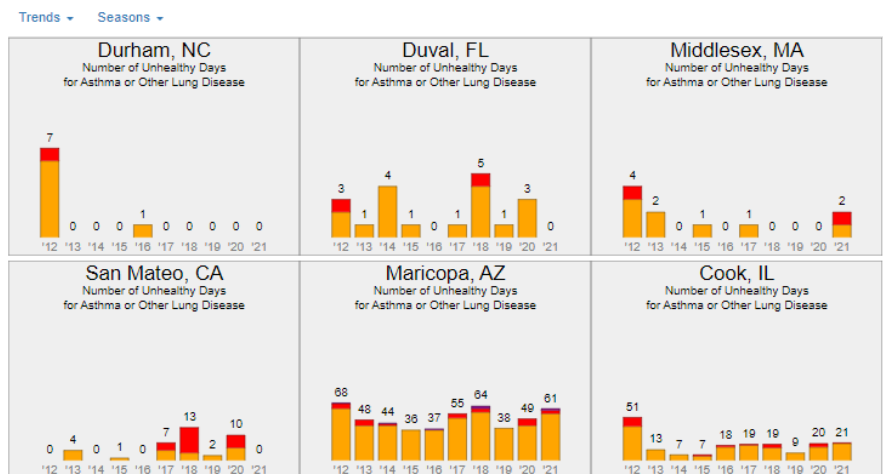 Trends Seasons
Durham, NC
Number of Unhealthy Days
for Asthma or Other Lung Disease
7 0 0 0 1 0 0 0 0 0
'12 '13 '14 '15 '16 '17 '18 '19 '20 '21
Duval, FL
Number of Unhealthy Days
for Asthma or Other Lung Disease
3 1 4 1 0 1 5 1 3 0
'12 '13 '14 '15 '16 '17 '18 '19 '20 '21
Middlesex, MA
Number of Unhealthy Days
for Asthma or Other Lung Disease
4 2 0 1 0 1 0 0 0 2
'12 '13 '14 '15 '16 '17 '18 '19 '20 '21
San Mateo, CA
Number of Unhealthy Days
for Asthma or Other Lung Disease
0 4 0 1 0 7 13 2 10 0
'12 '13 '14 '15 '16 '17 '18 '19 '20 '21
Maricopa, AZ
Number of Unhealthy Days
for Asthma or Other Lung Disease
68 48 44 36 37 55 64 38 49 61
'12 '13 '14 '15 '16 '17 '18 '19 '20 '21
Cook, IL
Number of Unhealthy Days
for Asthma or Other Lung Disease
51 13 7 7 18 19 19 9 20 21
'12 '13 '14 '15 '16 '17 '18 '19 '20 '21